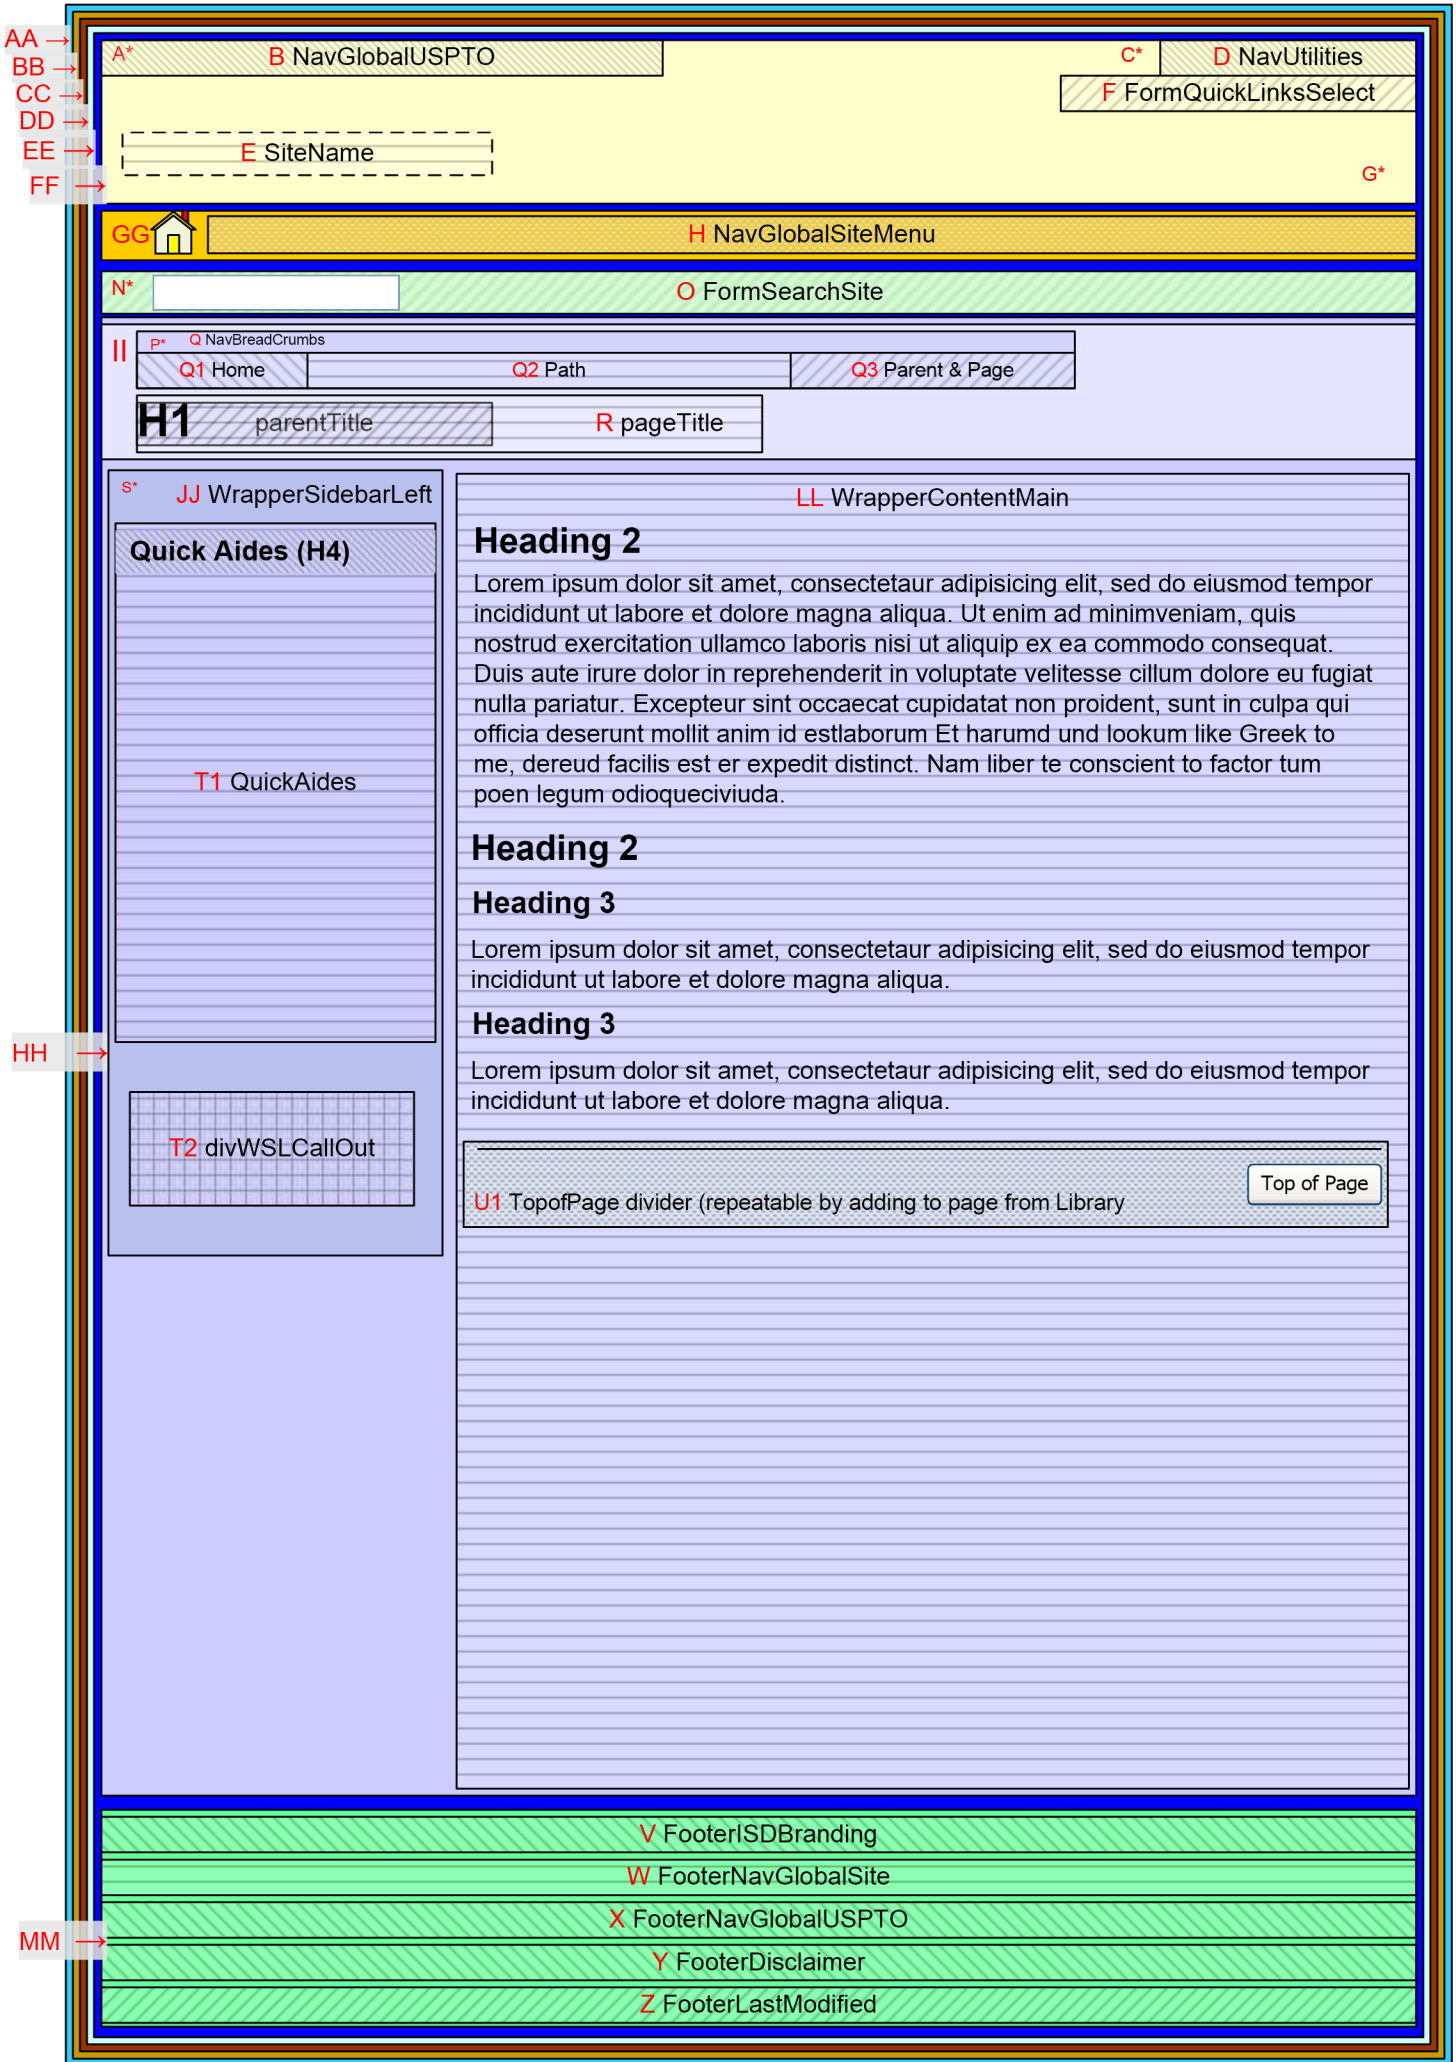 AA →
A*
B NavGlobalUSPTO
C*
D NavUtilities
BB →
CC →
F FormQuickLinksSelect
DD →
EE →
E SiteName
FF →
G*
GG
H NavGlobalSiteMenu
N*
O FormSearchSite
II
P*
Q NavBreadCrumbs
Q1 Home
Q2 Path
Q3 Parent & Page
H1
parentTitle
R pageTitle
S*
JJ WrapperSidebarLeft
Quick Aides (H4)
T1 QuickAides
HH →
T2 divWSLCallOut
LL WrapperContentMain
Heading 2
Lorem ipsum dolor sit amet, consectetaur adipisicing elit, sed do eiusmod tempor
incididunt ut labore et dolore magna aliqua. Ut enim ad minimveniam, quis
nostrud exercitation ullamco laboris nisi ut aliquip ex ea commodo consequat.
Duis aute irure dolor in reprehenderit in voluptate velitesse cillum dolore eu fugiat
nulla pariatur. Excepteur sint occaecat cupidatat non proident, sunt in culpa qui
officia deserunt mollit anim id estlaborum Et harumd und lookum like Greek to
me, dereud facilis est er expedit distinct. Nam liber te conscient to factor tum
poen legum odioqueciviuda.
Heading 2
Heading 3
Lorem ipsum dolor sit amet, consectetaur adipisicing elit, sed do eiusmod tempor
incididunt ut labore et dolore magna aliqua.
Heading 3
Lorem ipsum dolor sit amet, consectetaur adipisicing elit, sed do eiusmod tempor
incididunt ut labore et dolore magna aliqua.
Top of Page
U1 TopofPage divider (repeatable by adding to page from Library
V FooterISDBranding
W FooterNavGlobalSite
X FooterNavGlobalUSPTO
MM →
Y FooterDisclaimer
Z FooterLastModified